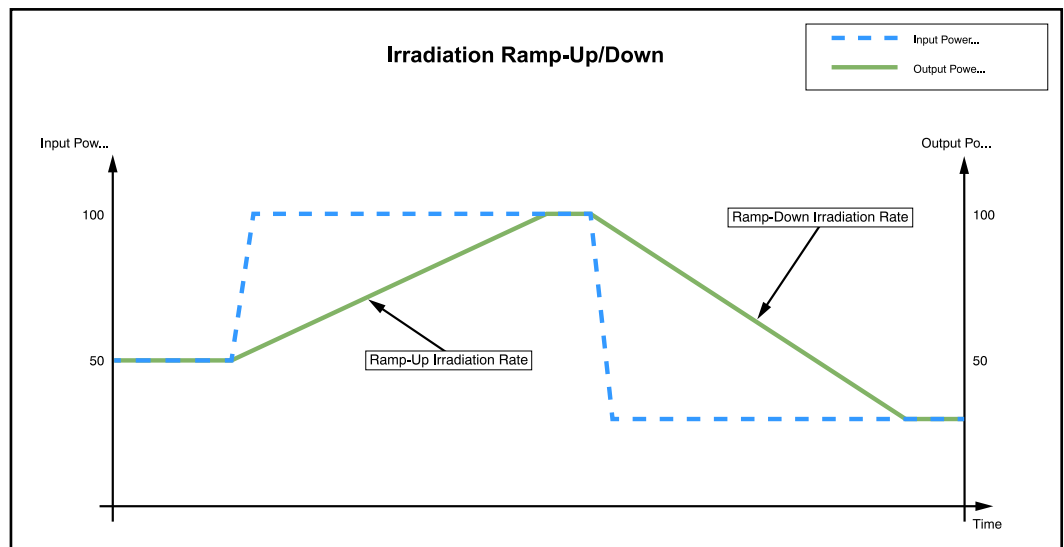 Irradiation Ramp-Up/Down
Input Power...
Output Powe...
Input Pow...
Output Po...
100
100
Ramp-Down Irradiation Rate
50
Ramp-Up Irradiation Rate
50
Time